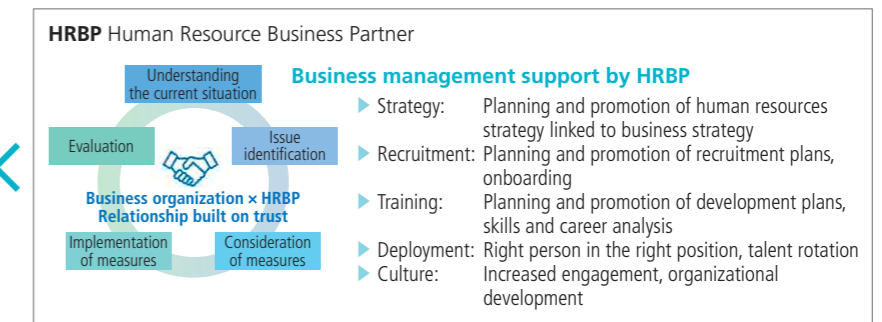 HRBP Human Resource Business Partner
Understanding
the current situation
Issue
identification
Consideration
of measures
Implementation
of measures
Evaluation
Business organization × HRBP
Relationship built on trust
Business management support by HRBP
Strategy: Planning and promotion of human resources
strategy linked to business strategy
Recruitment: Planning and promotion of recruitment plans,
onboarding
Training: Planning and promotion of development plans,
skills and career analysis
Deployment: Right person in the right position, talent rotation
Culture: Increased engagement, organizational
development